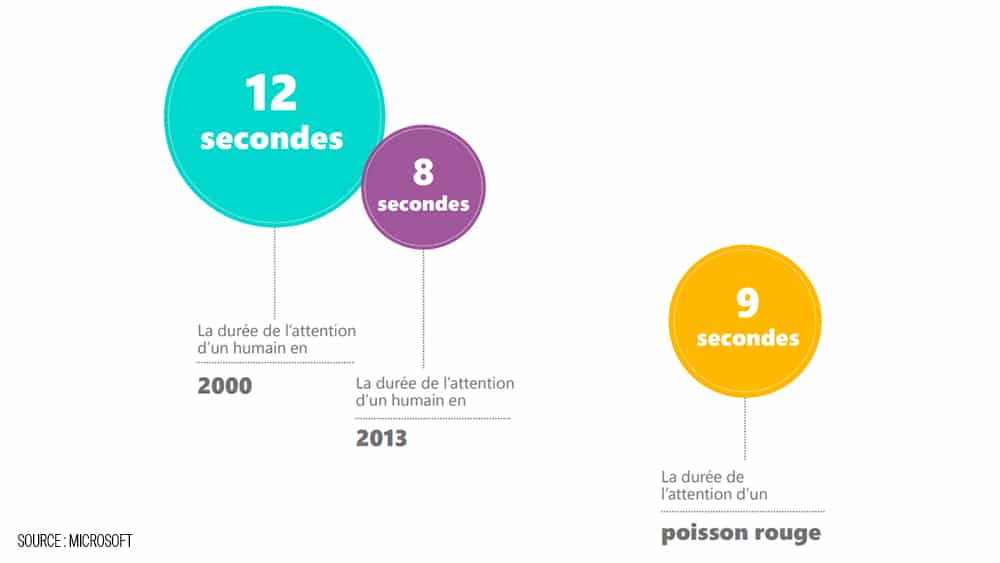 12
secondes
8
secondes
La durée de l'attention
d'un humain en
2000
La durée de l'attention
d'un humain en
2013
9
secondes
La durée de
l'attention d'un
poisson rouge
SOURCE : MICROSOFT